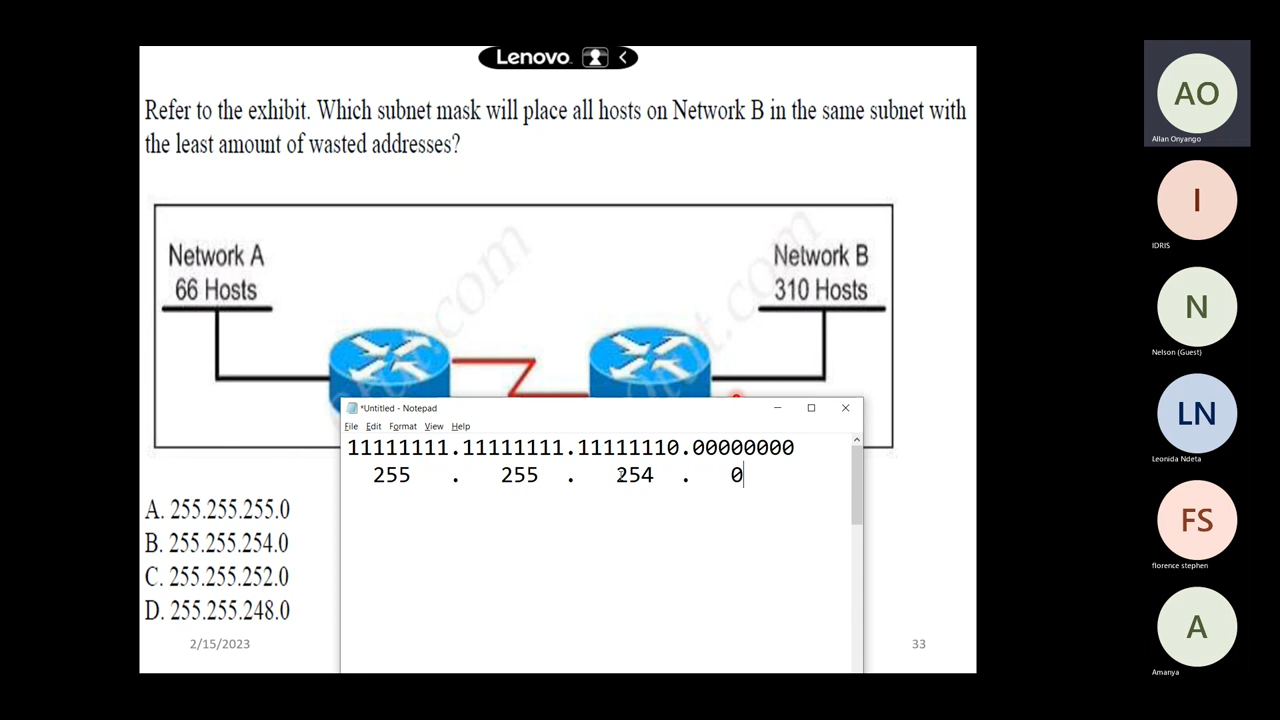 Lenovo
Refer to the exhibit. Which subnet mask will place all hosts on Network B in the same subnet with
the least amount of wasted addresses?
Network A
66 Hosts
Network B
310 Hosts
*Untitled - Notepad
File Edit Format View Help
11111111.11111111.11111110.00000000
255 . 255 . 254 . 0
A. 255.255.255.0
B. 255.255.254.0
C. 255.255.252.0
D. 255.255.248.0
2/15/2023
33
AO
Allan Onyango
I
IDRIS
N
Nelson (Guest)
LN
Leonida Ndeta
FS
florence stephen
A
Amanya